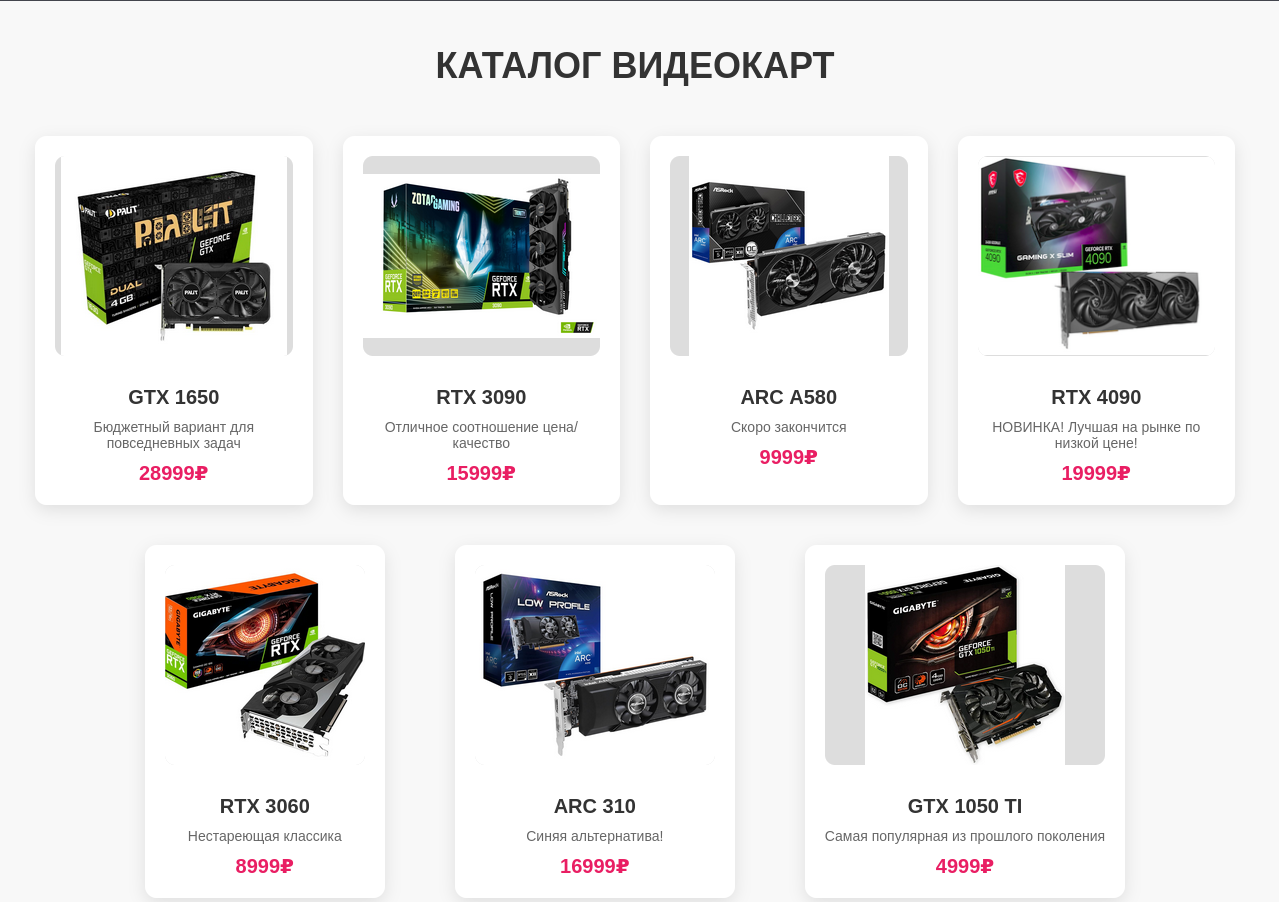 КАТАЛОГ ВИДЕОКАРТ
PALIT
GEFORCE
GTX
DUAL
4 GB
ZOTAC GAMING
GEFORCE
RTX
ASRock
ARC
GEFORCE RTX
4090
GAMING X SLIM
GTX 1650
Бюджетный вариант для
повседневных задач
28999₽
RTX 3090
Отличное соотношение цена/
качество
15999₽
ARC A580
Скоро закончится
9999₽
RTX 4090
НОВИНКА! Лучшая на рынке по
низкой цене!
19999₽
GIGABYTE
GEFORCE
RTX
ASRock
LOW PROFILE
ARC
GIGABYTE
GEFORCE
GTX 1050 Ti
RTX 3060
Нестареющая классика
8999₽
ARC 310
Синяя альтернатива!
16999₽
GTX 1050 TI
Самая популярная из прошлого поколения
4999₽